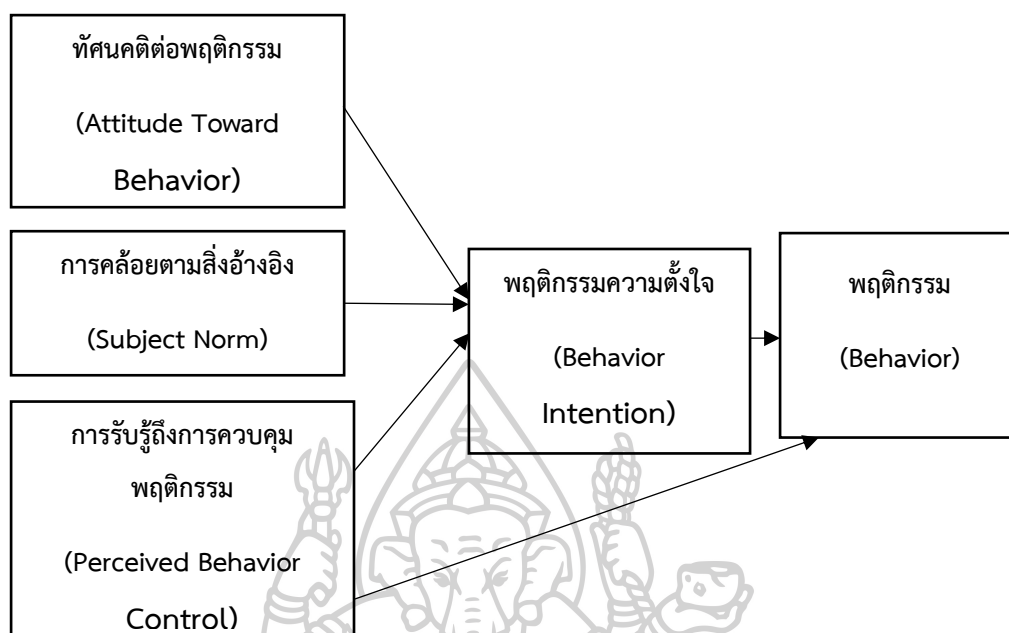 ทัศนคติต่อพฤติกรรม
(Attitude Toward
Behavior)
การคล้อยตามสิ่งอ้างอิง
(Subject Norm)
การรับรู้ถึงการควบคุม
พฤติกรรม
(Perceived Behavior
Control)
พฤติกรรมความตั้งใจ
(Behavior
Intention)
พฤติกรรม
(Behavior)